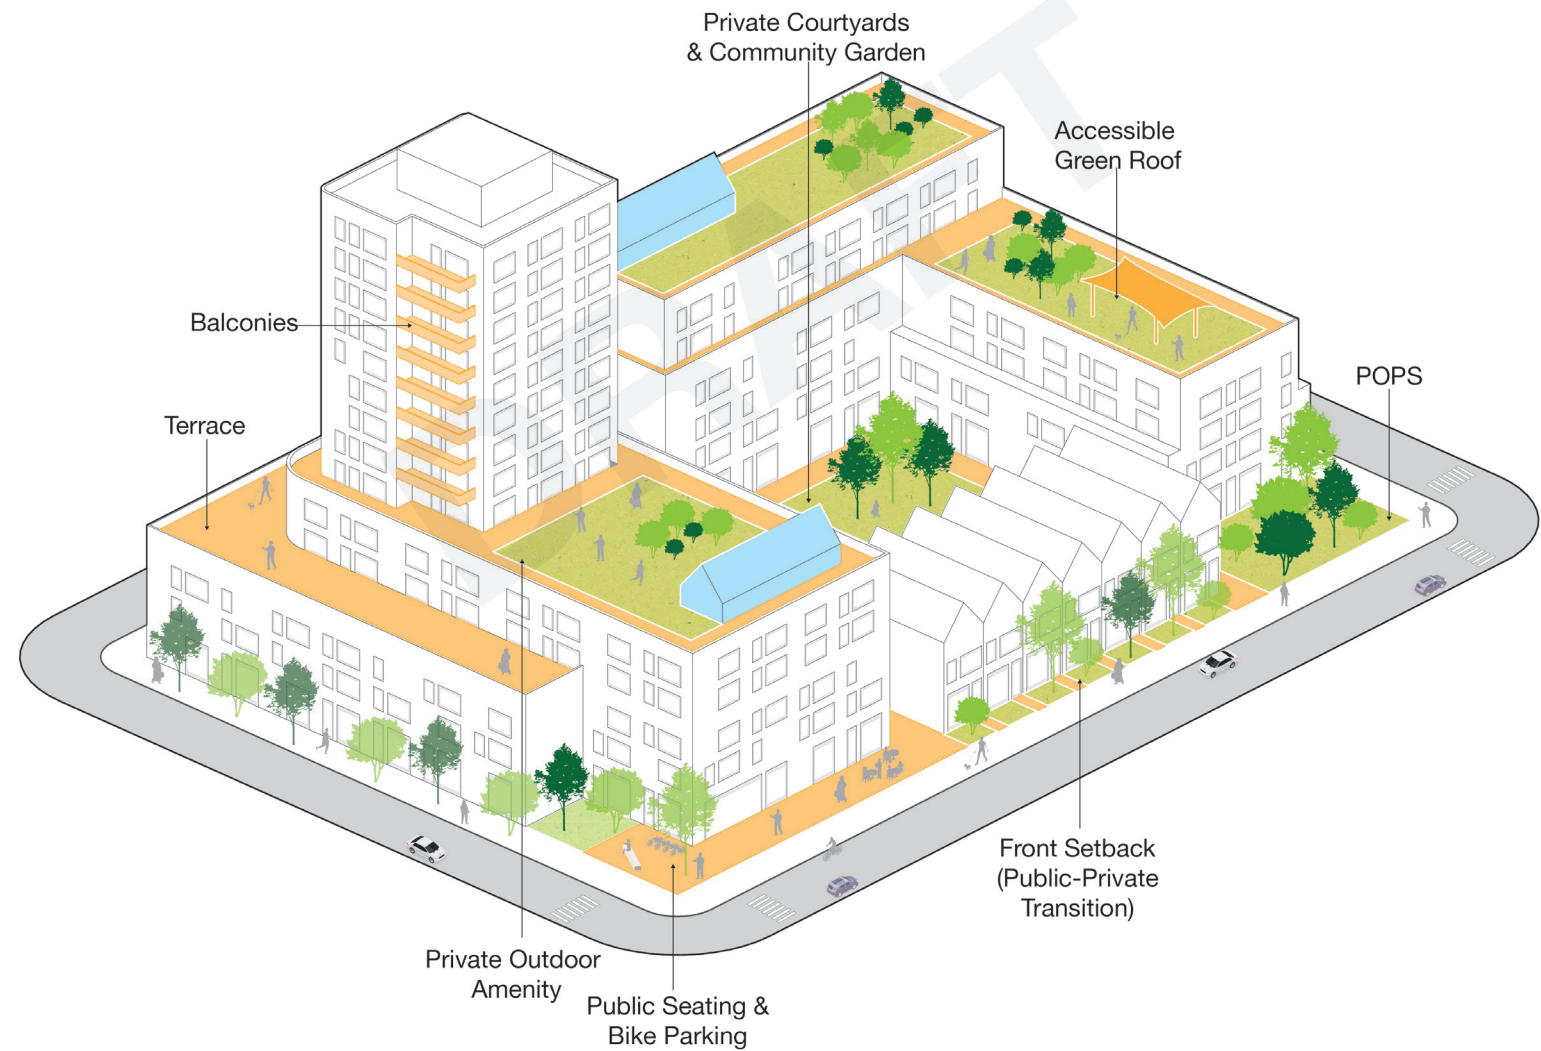 Private Courtyards
& Community Garden
Accessible
Green Roof
Balconies
POPS
Terrace
Front Setback
(Public-Private
Transition)
Private Outdoor
Amenity
Public Seating &
Bike Parking
DRAFT